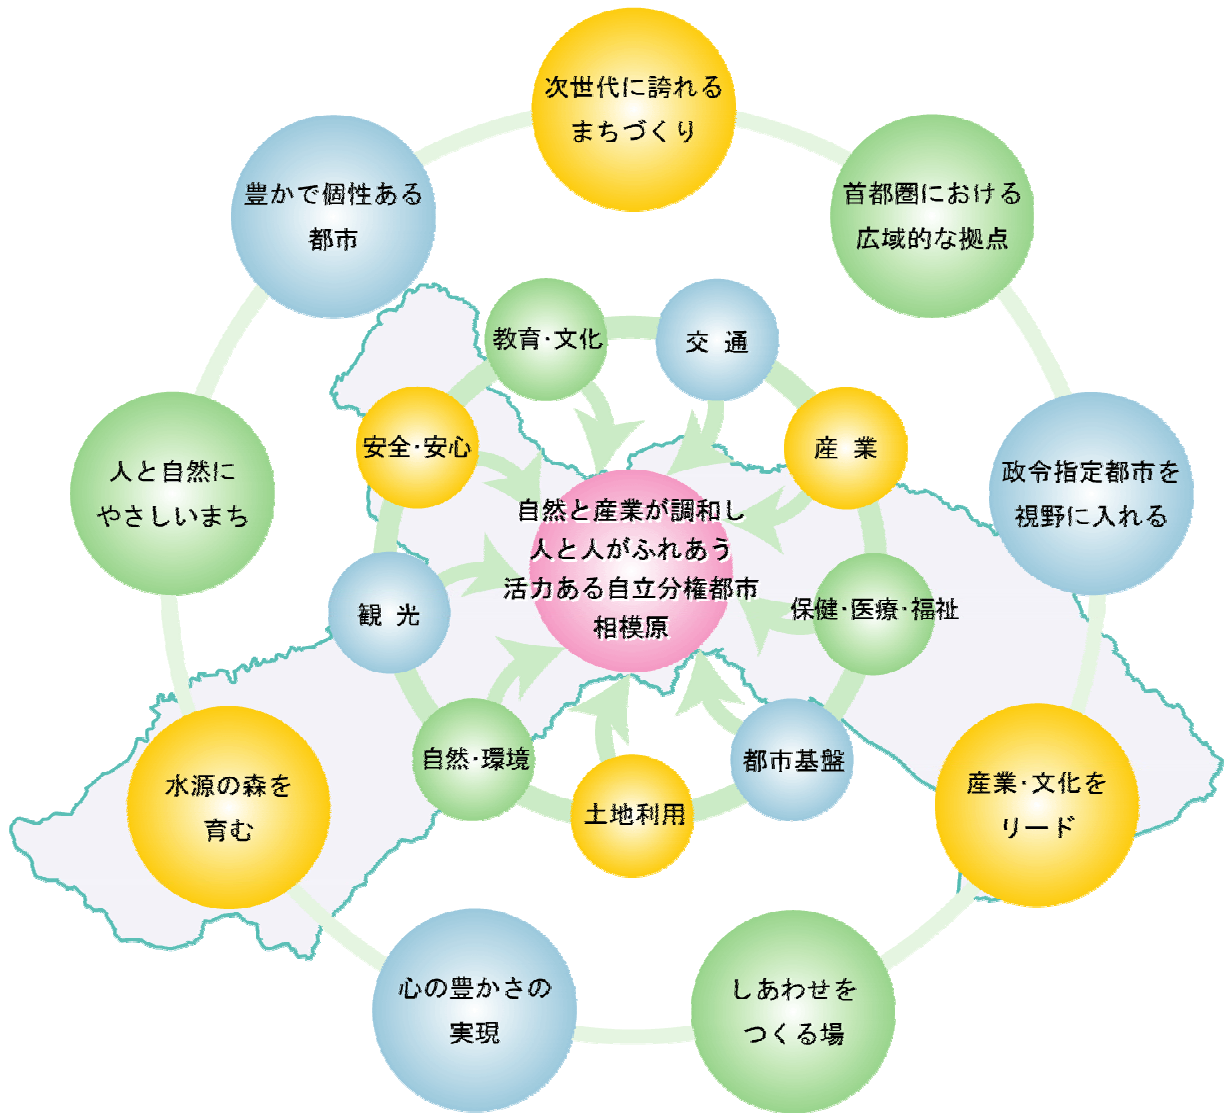 次世代に誇れる
まちづくり
豊かで個性ある
都市
首都圏における
広域的な拠点
教育·文化
交通
安全·安心
産業
人と自然に
やさしいまち
政令指定都市を
視野に入れる
自然と産業が調和し
人と人がふれあう
活力ある自立分権都市
相模原
観光
保健·医療·福祉
自然·環境
都市基盤
土地利用
水源の森を
育む
産業·文化を
リード
心の豊かさの
実現
しあわせを
つくる場